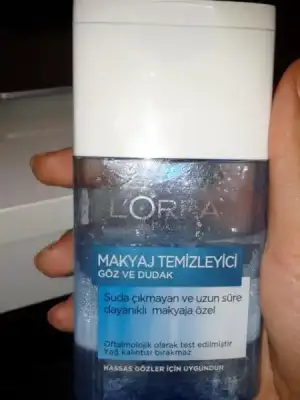 L'ORÉAL
MAKYAJ TEMİZLEYİCİ
GÖZ VE DUDAK
Suda çıkmayan ve uzun süre
dayanıklı makyaja özel
Oftalmolojik olarak test edilmiştir
Yağ kalıntısı bırakmaz
HASSAS GÖZLER İÇİN UYGUNDUR